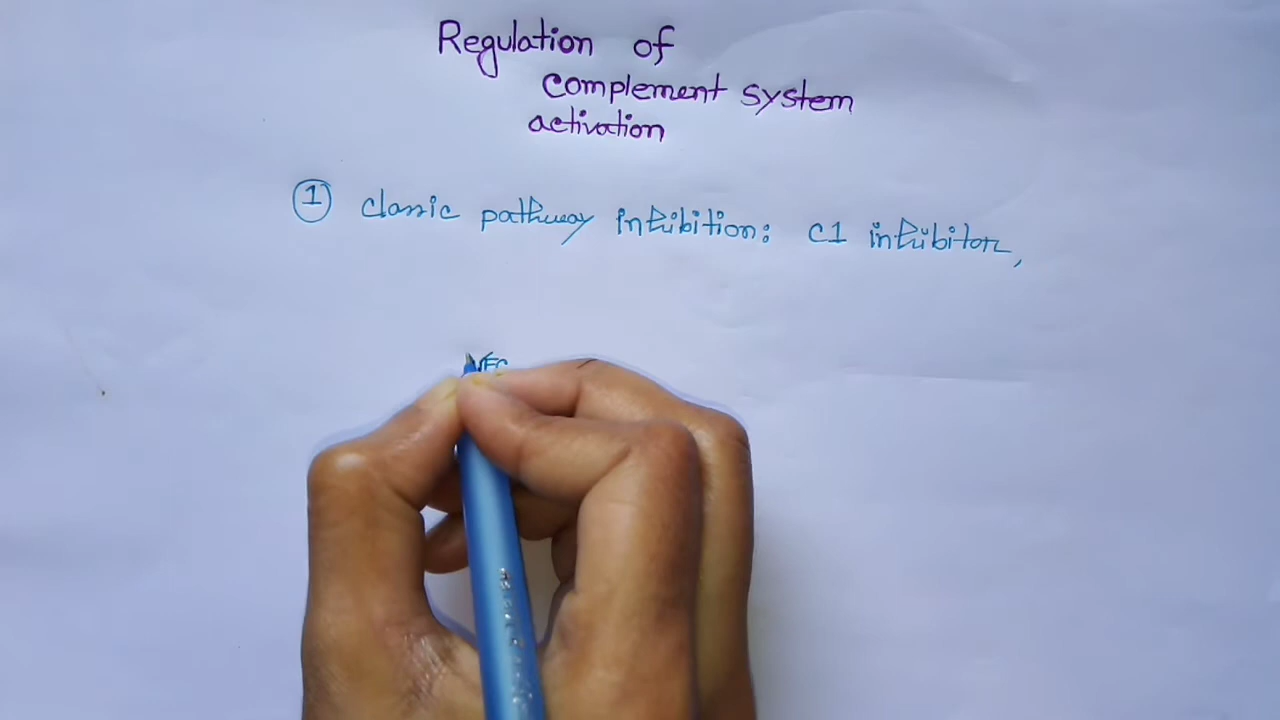 Regulation of
complement system
activation
① classic pathway inhibition: C1 inhibitor,